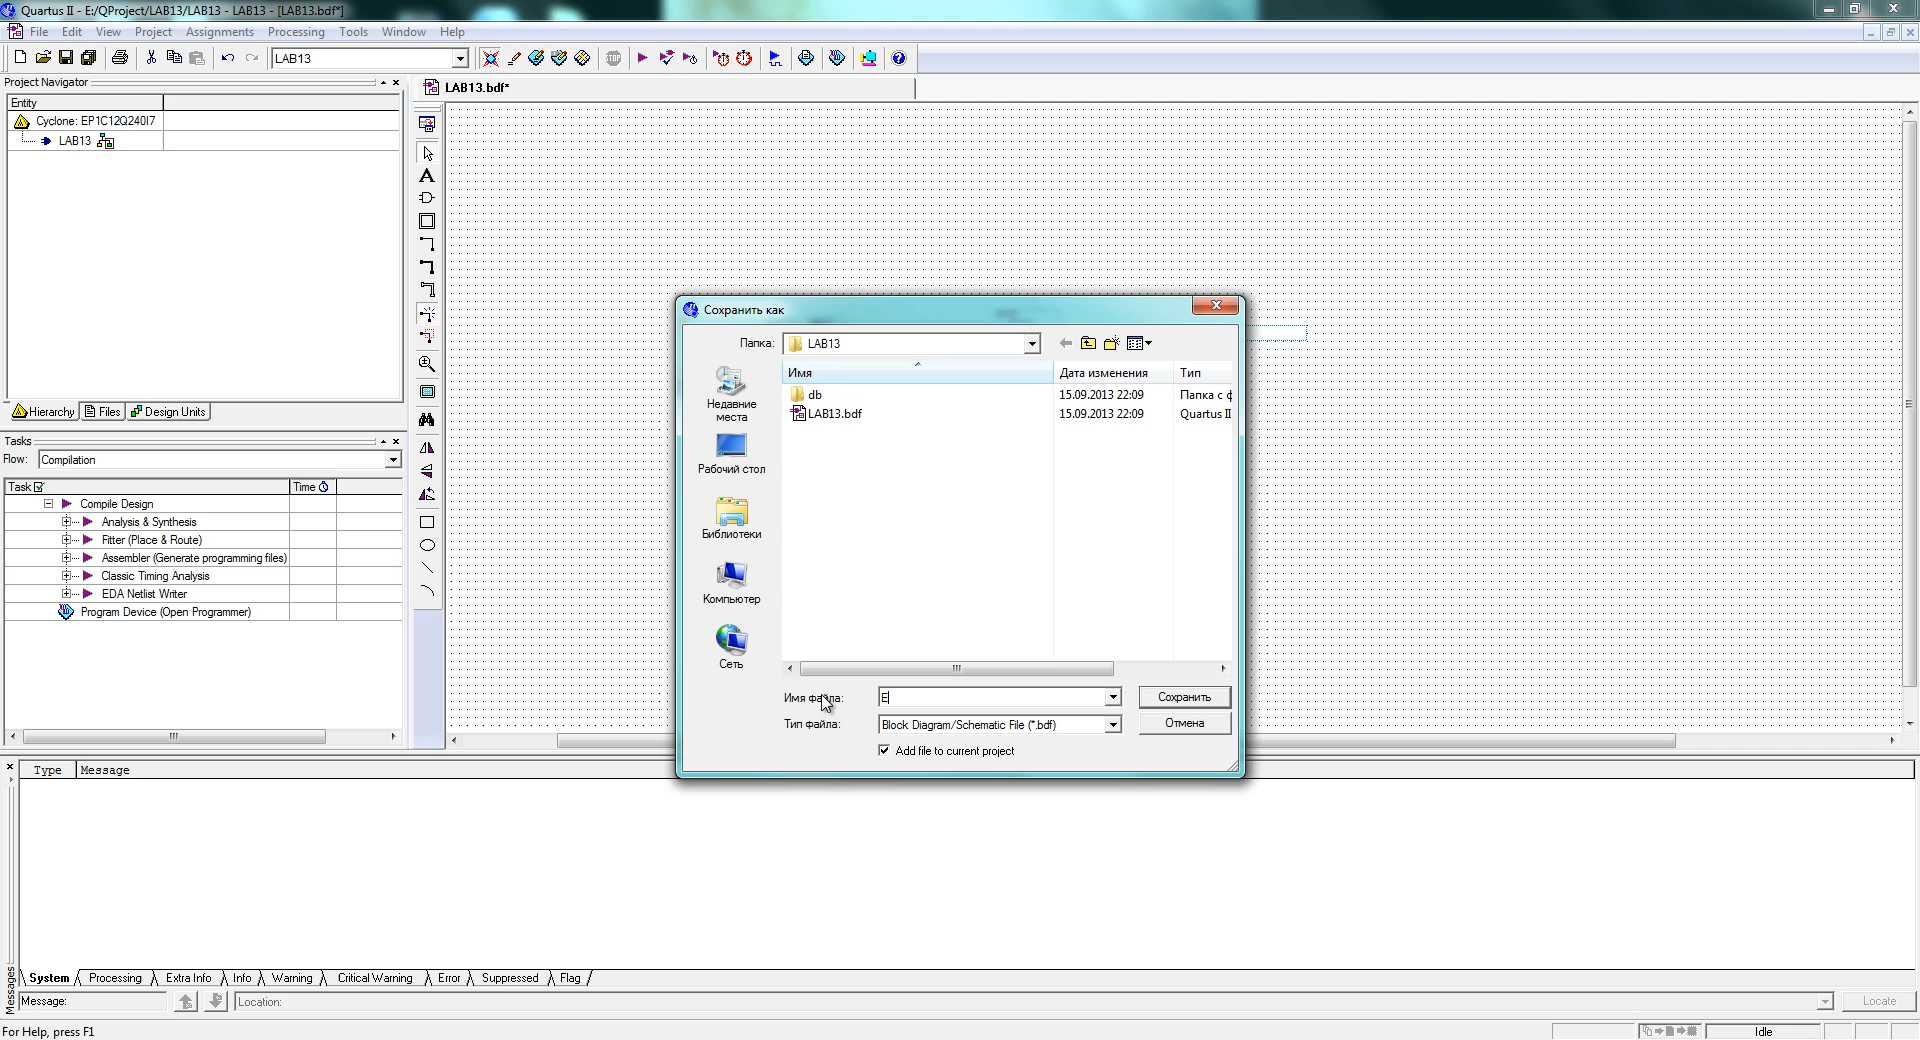 Quartus II - E:/QProject/LAB13/LAB13 - LAB13 - [LAB13.bdf*]
File Edit View Project Assignments Processing Tools Window Help
LAB13
STOP
Project Navigator
LAB13.bdf*
Entity
Cyclone: EP1C12Q240I7
LAB13
Hierarchy Files Design Units
Tasks
Flow: Compilation
Task Time
Compile Design
Analysis & Synthesis
Fitter (Place & Route)
Assembler (Generate programming files)
Classic Timing Analysis
EDA Netlist Writer
Program Device (Open Programmer)
Сохранить как
Папка: LAB13
Имя Дата изменения Тип
db 15.09.2013 22:09 Папка с ф
LAB13.bdf 15.09.2013 22:09 Quartus II
Недавние
места
Рабочий стол
Библиотеки
Компьютер
Сеть
Имя файла: E Сохранить
Тип файла: Block Diagram/Schematic File (*.bdf) Отмена
Add file to current project
Type Message
System Processing Extra Info Info Warning Critical Warning Error Suppressed Flag
Messages
Message: Location: Locate
For Help, press F1 Idle